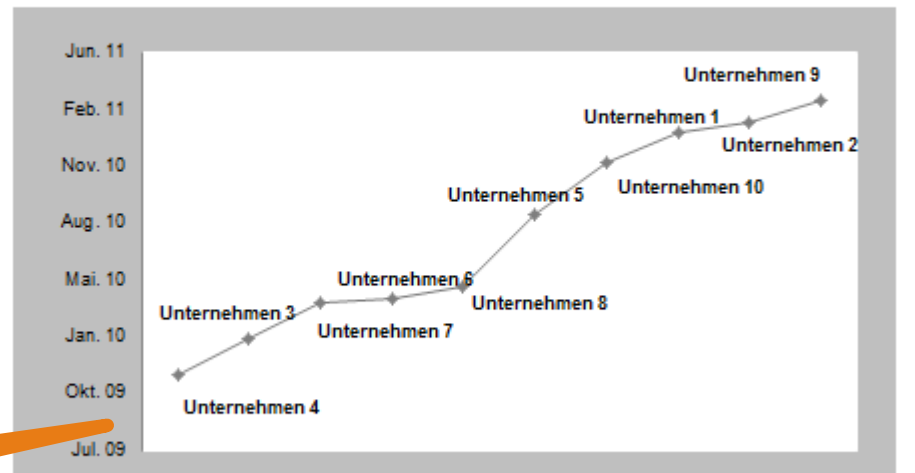 Jun. 11
Unternehmen 9
Feb. 11
Unternehmen 1
Unternehmen 2
Nov. 10
Unternehmen 10
Unternehmen 5
Aug. 10
Mai. 10
Unternehmen 6
Unternehmen 8
Unternehmen 3
Unternehmen 7
Jan. 10
Okt. 09
Unternehmen 4
Jul. 09